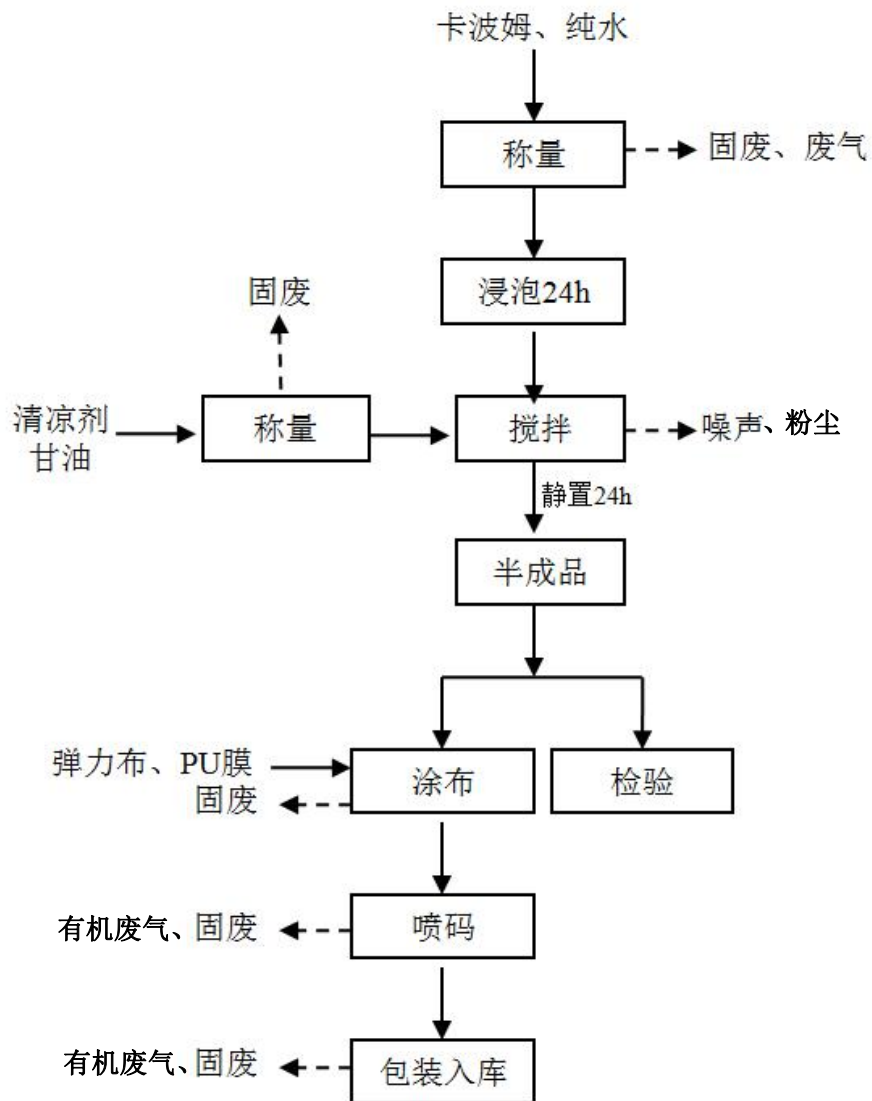 卡波姆、纯水
称量
固废、废气
浸泡24h
固废
清凉剂
甘油
称量
搅拌
噪声、粉尘
静置24h
半成品
弹力布、PU膜
固废
涂布
检验
有机废气、固废
喷码
有机废气、固废
包装入库